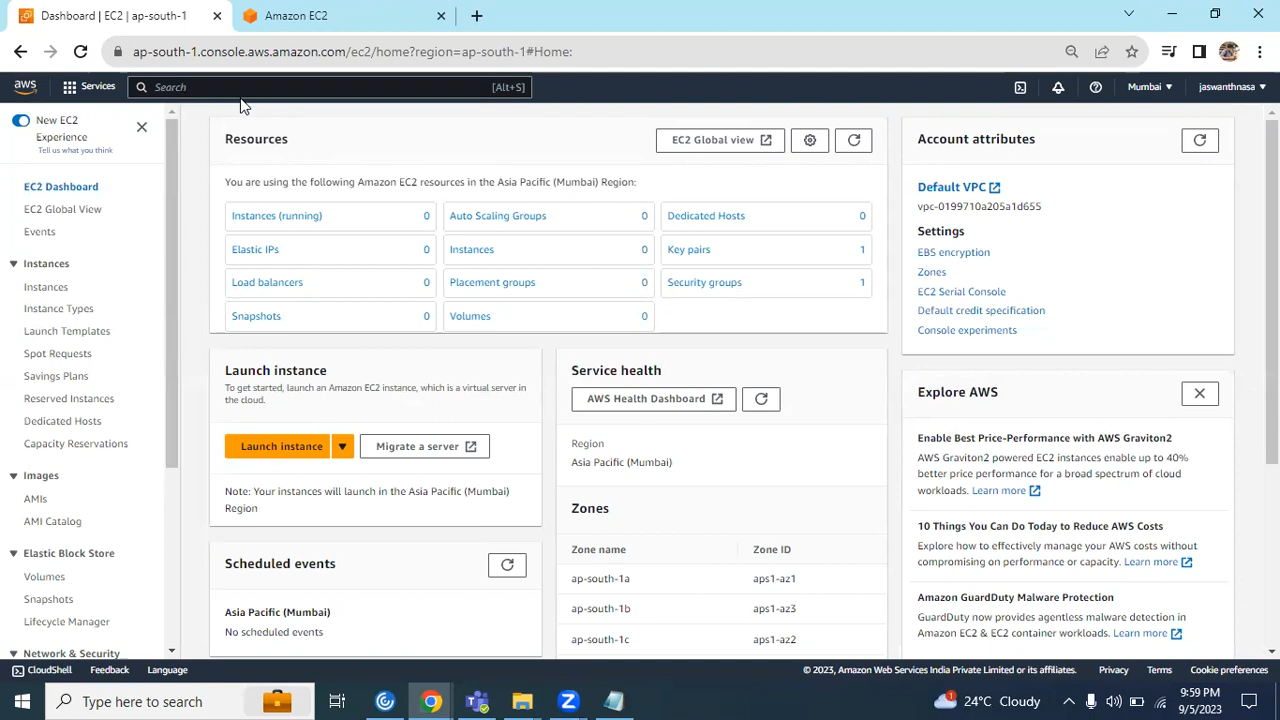 Dashboard | EC2 | ap-south-1
Amazon EC2
ap-south-1.console.aws.amazon.com/ec2/home?region=ap-south-1#Home:
aws
Services
Search
[Alt+S]
Mumbai
jaswanthnasa
New EC2
Experience
Tell us what you think
EC2 Dashboard
EC2 Global View
Events
Instances
Instances
Instance Types
Launch Templates
Spot Requests
Savings Plans
Reserved Instances
Dedicated Hosts
Capacity Reservations
Images
AMIs
AMI Catalog
Elastic Block Store
Volumes
Snapshots
Lifecycle Manager
Network & Security
Resources
EC2 Global view
You are using the following Amazon EC2 resources in the Asia Pacific (Mumbai) Region:
Instances (running) 0
Auto Scaling Groups 0
Dedicated Hosts 0
Elastic IPs 0
Instances 0
Key pairs 1
Load balancers 0
Placement groups 0
Security groups 1
Snapshots 0
Volumes 0
Launch instance
To get started, launch an Amazon EC2 instance, which is a virtual server in
the cloud.
Launch instance
Migrate a server
Note: Your instances will launch in the Asia Pacific (Mumbai)
Region
Scheduled events
Asia Pacific (Mumbai)
No scheduled events
Service health
AWS Health Dashboard
Region
Asia Pacific (Mumbai)
Zones
Zone name Zone ID
ap-south-1a aps1-az1
ap-south-1b aps1-az3
ap-south-1c aps1-az2
Account attributes
Default VPC
vpc-0199710a205a1d655
Settings
EBS encryption
Zones
EC2 Serial Console
Default credit specification
Console experiments
Explore AWS
Enable Best Price-Performance with AWS Graviton2
AWS Graviton2 powered EC2 instances enable up to 40%
better price performance for a broad spectrum of cloud
workloads. Learn more
10 Things You Can Do Today to Reduce AWS Costs
Explore how to effectively manage your AWS costs without
compromising on performance or capacity. Learn more
Amazon GuardDuty Malware Protection
GuardDuty now provides agentless malware detection in
Amazon EC2 & EC2 container workloads. Learn more
CloudShell
Feedback
Language
© 2023, Amazon Web Services India Private Limited or its affiliates.
Privacy
Terms
Cookie preferences
Type here to search
1
24°C Cloudy
9:59 PM
9/5/2023